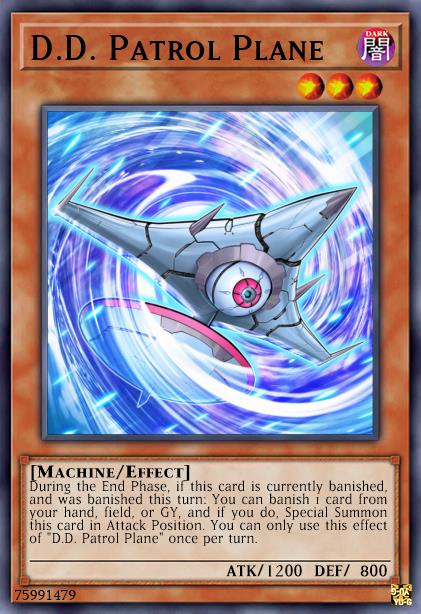 D.D. PATROL PLANE
DARK
闇
[MACHINE/EFFECT]
During the End Phase, if this card is currently banished,
and was banished this turn: You can banish 1 card from
your hand, field, or GY, and if you do, Special Summon
this card in Attack Position. You can only use this effect
of "D.D. Patrol Plane" once per turn.
ATK/1200 DEF/ 800
75991479